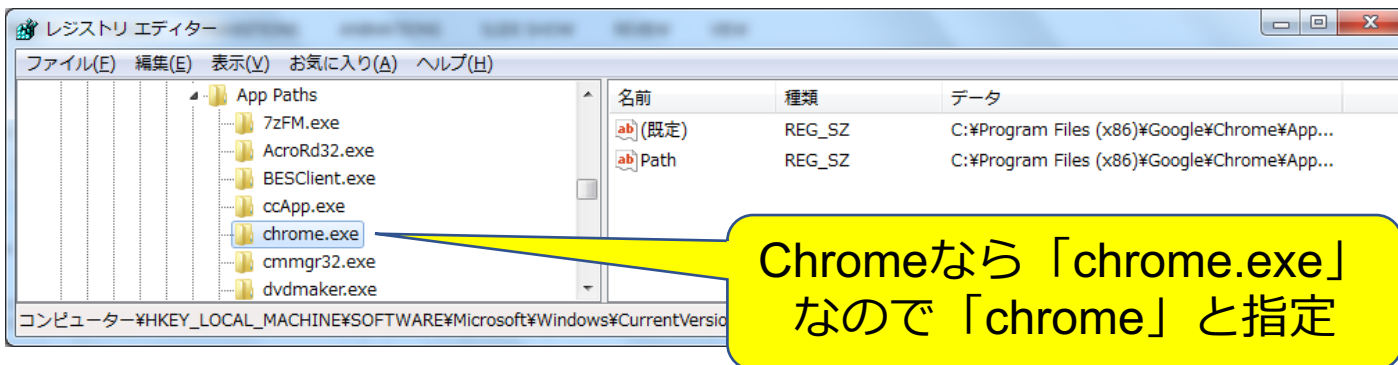 レジストリ エディター
ファイル(F) 編集(E) 表示(V) お気に入り(A) ヘルプ(H)
App Paths
7zFM.exe
AcroRd32.exe
BESClient.exe
ccApp.exe
chrome.exe
cmmgr32.exe
dvdmaker.exe
名前 種類 データ
ab (既定) REG_SZ C:¥Program Files (x86)¥Google¥Chrome¥App...
ab Path REG_SZ C:¥Program Files (x86)¥Google¥Chrome¥App...
Chromeなら「chrome.exe」
なので「chrome」と指定
コンピューター¥HKEY_LOCAL_MACHINE¥SOFTWARE¥Microsoft¥Windows¥CurrentVersio